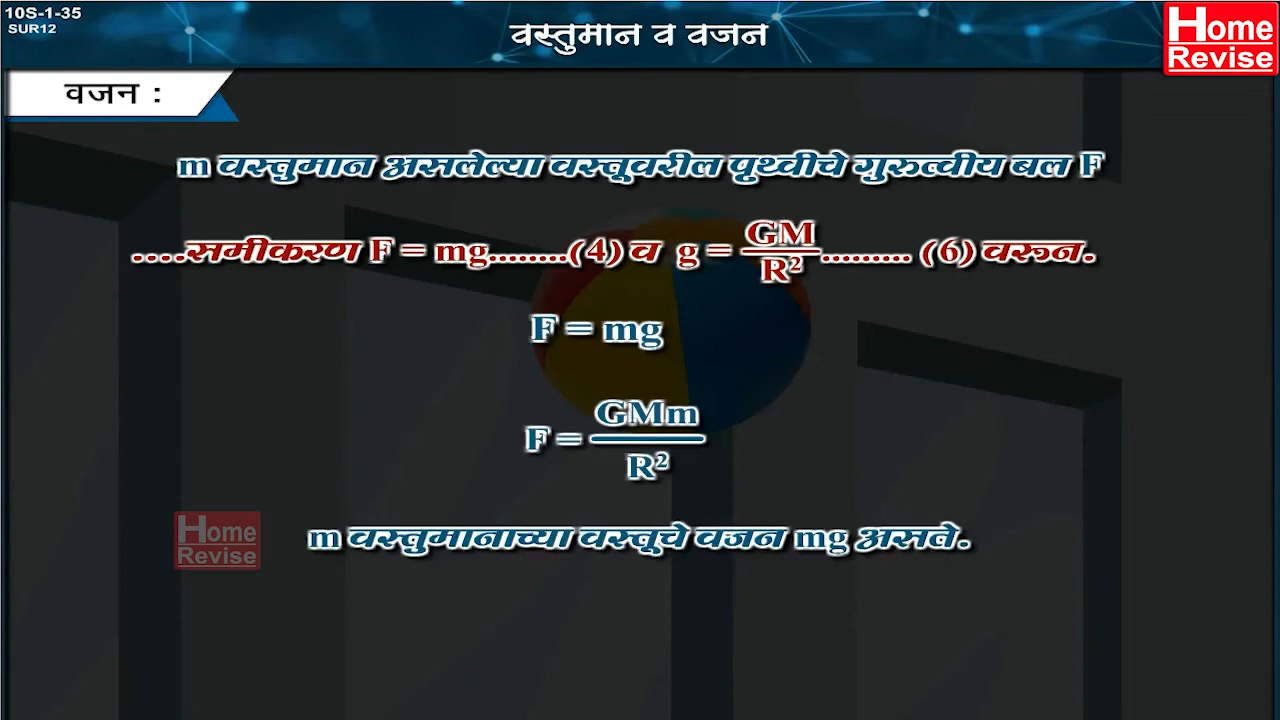 10S-1-35
SUR12
वस्तुमान व वजन
Home
Revise
वजन :
m वस्तुमान असलेल्या वस्तूवरील पृथ्वीचे गुरुत्वीय बल F
....समीकरण F = mg........(4) व g = GM/R² ......... (6) वरून.
F = mg
F = GMm/R²
Home
Revise
m वस्तुमानाच्या वस्तूचे वजन mg असते.